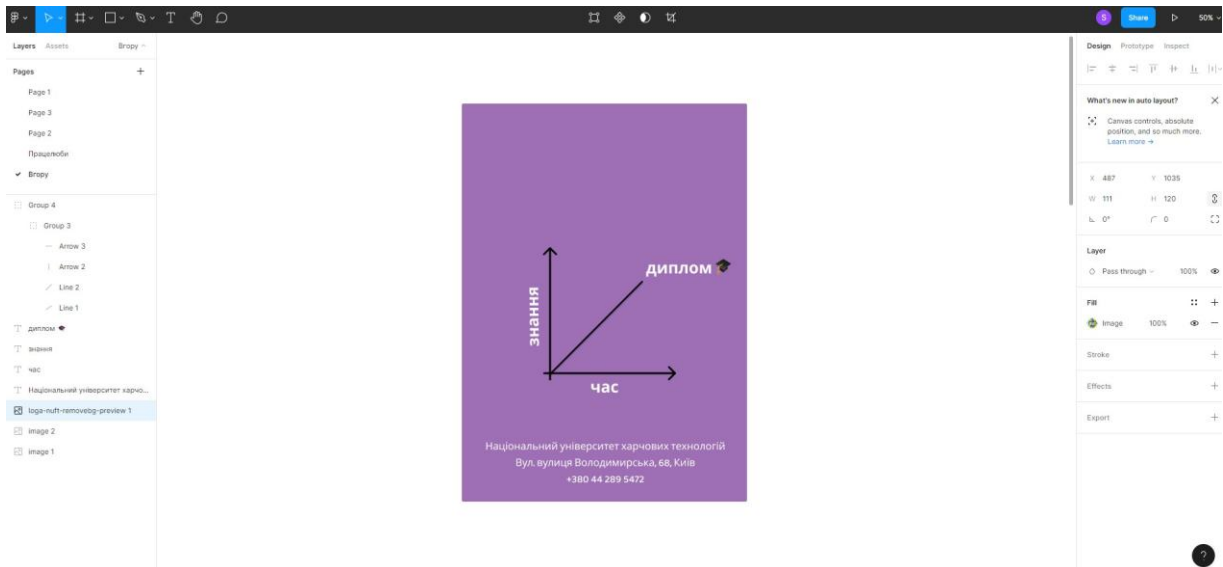 T
S
Share
50%
Layers
Assets
Вгору
Pages
Page 1
Page 3
Page 2
Працелюби
Вгору
Group 4
Group 3
Arrow 3
Arrow 2
Line 2
Line 1
диплом 🎓
знання
час
Національний університет харчо...
loga-nuft-removebg-preview 1
image 2
image 1
диплом🎓
знання
час
Національний університет харчових технологій
Вул. вулиця Володимирська, 68, Київ
+380 44 289 5472
Design
Prototype
Inspect
What's new in auto layout?
Canvas controls, absolute
position, and so much more.
Learn more →
X 487
Y 1035
W 111
H 120
0°
0
Layer
Pass through
100%
Fill
Image
100%
Stroke
Effects
Export
?